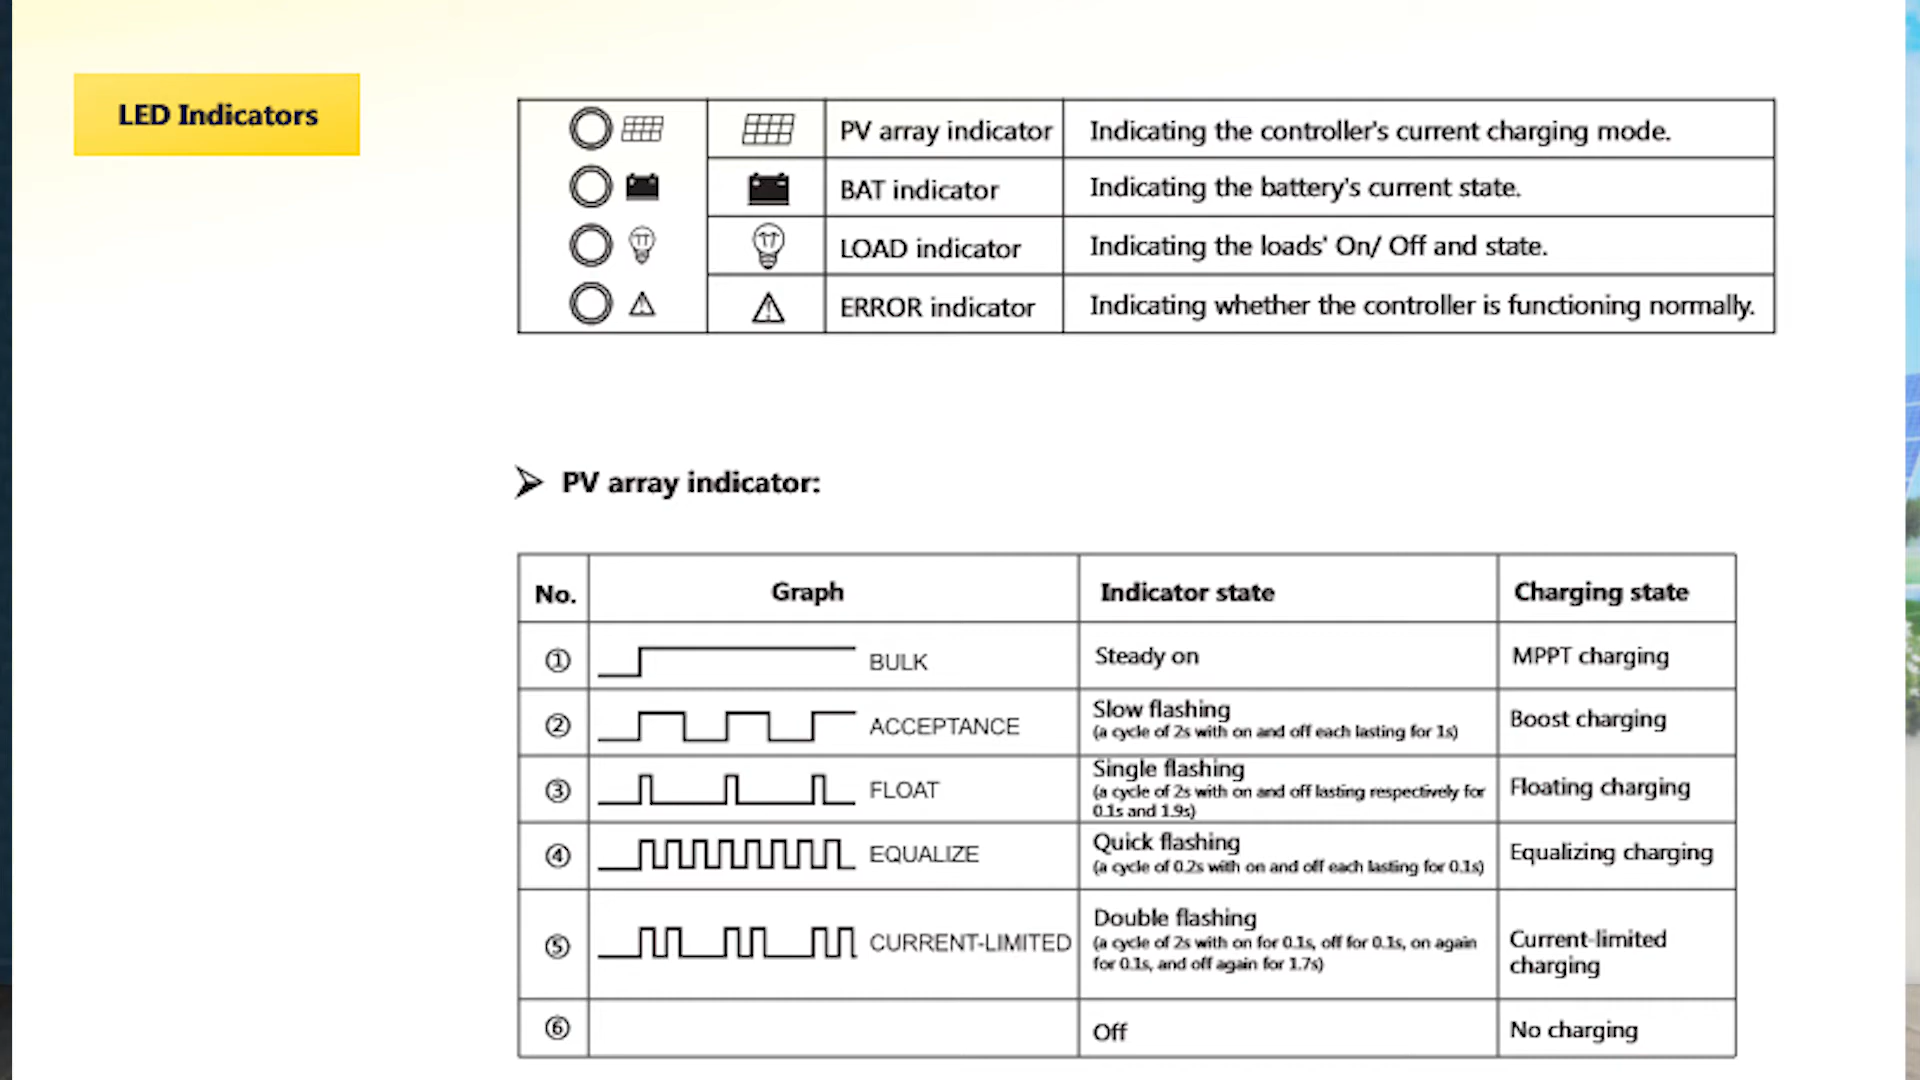 LED Indicators
PV array indicator
Indicating the controller's current charging mode.
BAT indicator
Indicating the battery's current state.
LOAD indicator
Indicating the loads' On/ Off and state.
ERROR indicator
Indicating whether the controller is functioning normally.
PV array indicator:
No.
Graph
Indicator state
Charging state
①
BULK
Steady on
MPPT charging
②
ACCEPTANCE
Slow flashing
(a cycle of 2s with on and off each lasting for 1s)
Boost charging
③
FLOAT
Single flashing
(a cycle of 2s with on and off lasting respectively for
0.1s and 1.9s)
Floating charging
④
EQUALIZE
Quick flashing
(a cycle of 0.2s with on and off each lasting for 0.1s)
Equalizing charging
⑤
CURRENT-LIMITED
Double flashing
(a cycle of 2s with on for 0.1s, off for 0.1s, on again
for 0.1s, and off again for 1.7s)
Current-limited
charging
⑥
Off
No charging